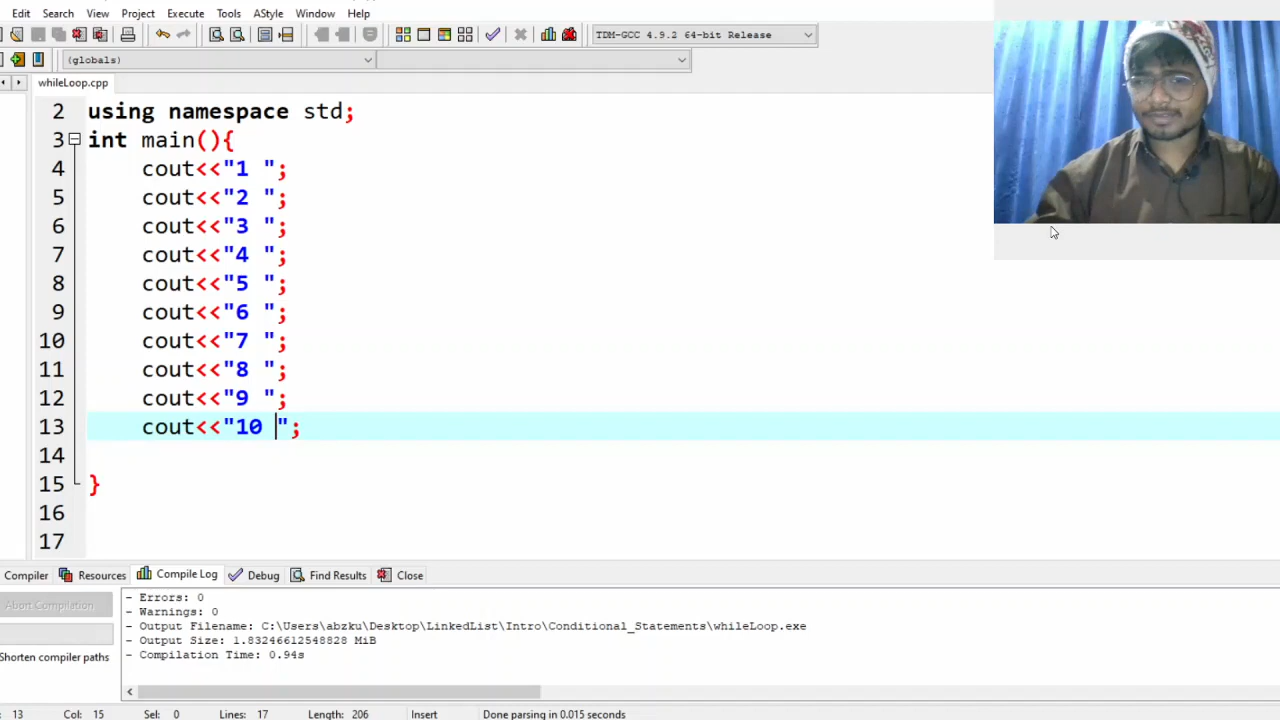 Edit Search View Project Execute Tools AStyle Window Help
TDM-GCC 4.9.2 64-bit Release
(globals)
whileLoop.cpp
2 using namespace std;
3 int main(){
4 cout<<"1 ";
5 cout<<"2 ";
6 cout<<"3 ";
7 cout<<"4 ";
8 cout<<"5 ";
9 cout<<"6 ";
10 cout<<"7 ";
11 cout<<"8 ";
12 cout<<"9 ";
13 cout<<"10 ";
14
15 }
16
17
Compiler Resources Compile Log Debug Find Results Close
Abort Compilation
Shorten compiler paths
- Errors: 0
- Warnings: 0
- Output Filename: C:\Users\abzku\Desktop\LinkedList\Intro\Conditional_Statements\whileLoop.exe
- Output Size: 1.83246612548828 MiB
- Compilation Time: 0.94s
: 13 Col: 15 Sel: 0 Lines: 17 Length: 206 Insert Done parsing in 0.015 seconds